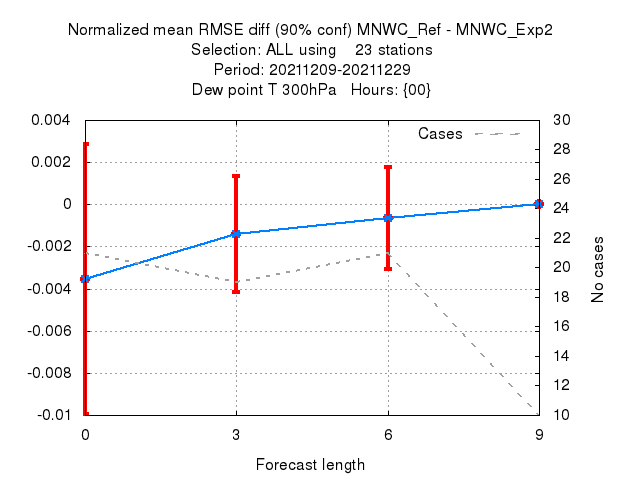 Normalized mean RMSE diff (90% conf) MNWC_Ref - MNWC_Exp2
Selection: ALL using    23 stations
Period: 20211209-20211229
Dew point T 300hPa   Hours: {00}
Cases
0.004
0.002
0
-0.002
-0.004
-0.006
-0.008
-0.01
30
28
26
24
22
20
18
16
14
12
10
No cases
0 3 6 9
Forecast length